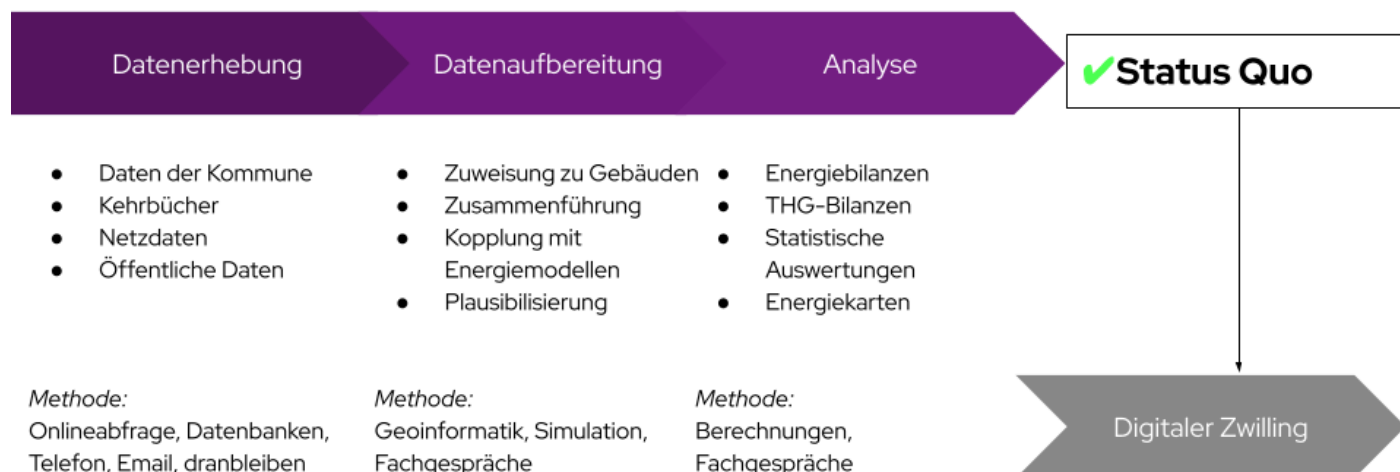 Datenerhebung
Datenaufbereitung
Analyse
✔Status Quo
● Daten der Kommune
● Kehrbücher
● Netzdaten
● Öffentliche Daten
● Zuweisung zu Gebäuden
● Zusammenführung
● Kopplung mit
Energiemodellen
● Plausibilisierung
● Energiebilanzen
● THG-Bilanzen
● Statistische
Auswertungen
● Energiekarten
Methode:
Onlineabfrage, Datenbanken,
Telefon, Email, dranbleiben
Methode:
Geoinformatik, Simulation,
Fachgespräche
Methode:
Berechnungen,
Fachgespräche
Digitaler Zwilling